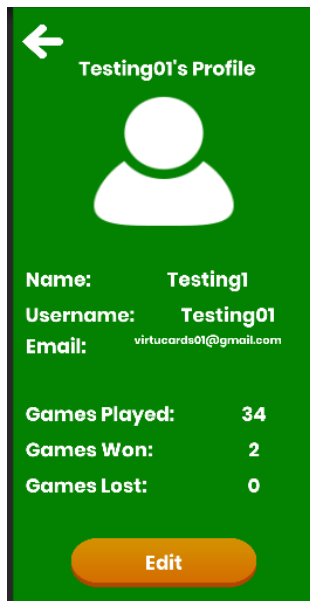 Testing01's Profile
Name: Testing1
Username: Testing01
Email: virtucards01@gmail.com
Games Played: 34
Games Won: 2
Games Lost: 0
Edit